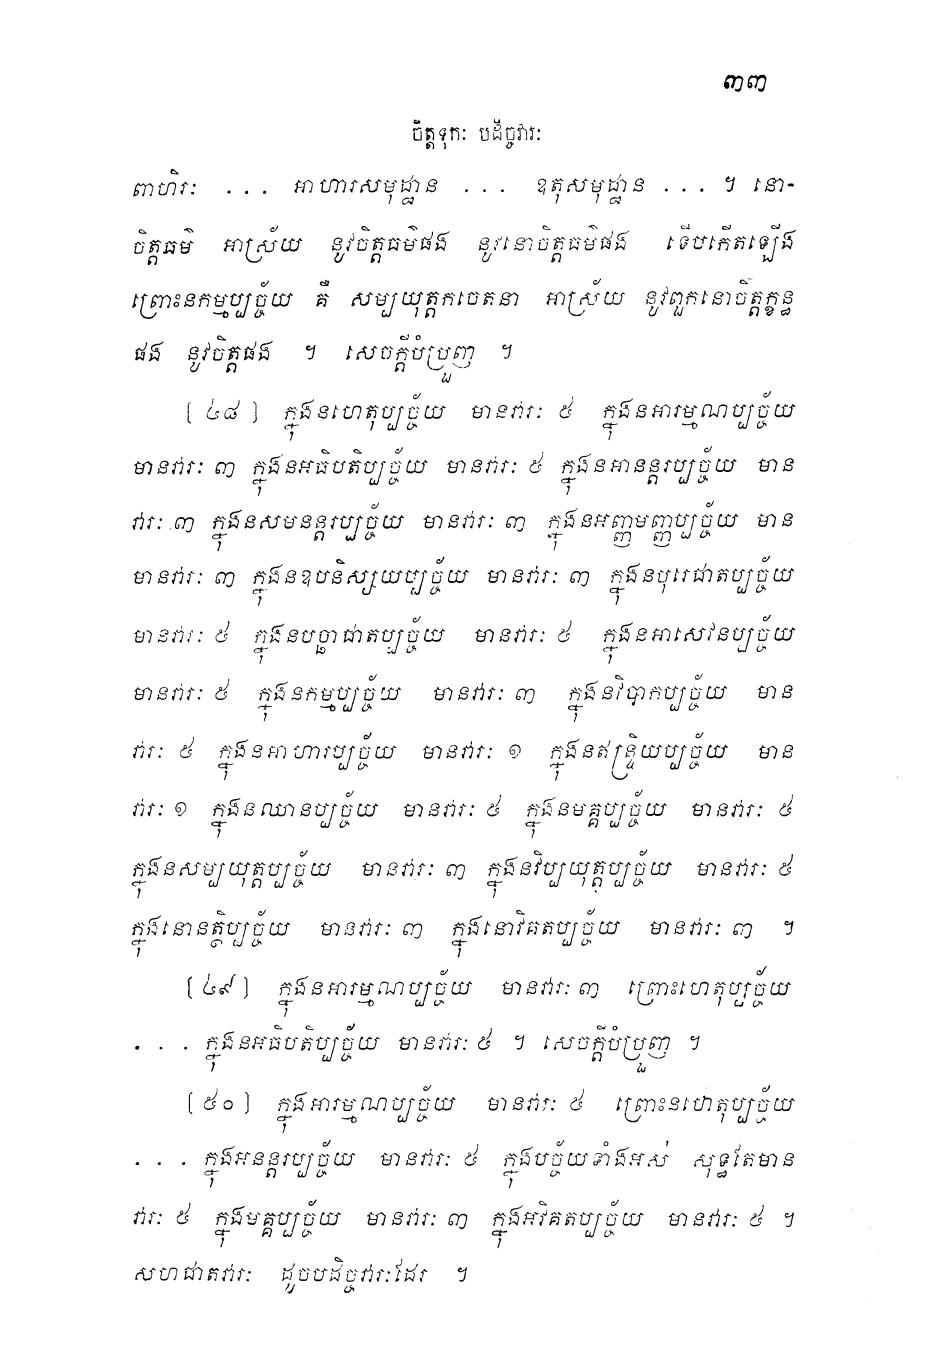 ៣៣
ចិត្តទុកៈ បដិច្ចវារៈ
ពាហិរៈ . . . អាហារសមុដ្ឋាន . . . ឧតុសមុដ្ឋាន . . . ។ នោ-
ចិត្តធម៌ អាស្រ័យ នូវចិត្តធម៌ផង នូវនោចិត្តធម៌ផង ទើបកើតឡើង
ព្រោះនកម្មប្បច្ច័យ គឺ សម្បយុត្តកចេតនា អាស្រ័យ នូវពួកនោចិត្តក្ខន្ធ
ផង នូវចិត្តផង ។ សេចក្តីបំប្រួញ ។
[៤៨] ក្នុងនហេតុប្បច្ច័យ មានវារៈ ៥ ក្នុងនអារម្មណប្បច្ច័យ
មានវារៈ ៣ ក្នុងនអធិបតិប្បច្ច័យ មានវារៈ ៥ ក្នុងនអានន្តរប្បច្ច័យ មាន
វារៈ ៣ ក្នុងនសមនន្តរប្បច្ច័យ មានវារៈ ៣ ក្នុងនអញ្ញមញ្ញប្បច្ច័យ មាន
មានវារៈ ៣ ក្នុងនឧបនិស្សយប្បច្ច័យ មានវារៈ ៣ ក្នុងនបុរេជាតប្បច្ច័យ
មានវារៈ ៥ ក្នុងនបច្ឆាជាតប្បច្ច័យ មានវារៈ ៥ ក្នុងនអាសេវនប្បច្ច័យ
មានវារៈ ៥ ក្នុងនកម្មប្បច្ច័យ មានវារៈ ៣ ក្នុងនវិបាកប្បច្ច័យ មាន
វារៈ ៥ ក្នុងនអាហារប្បច្ច័យ មានវារៈ ១ ក្នុងនឥន្ទ្រិយប្បច្ច័យ មាន
វារៈ ១ ក្នុងនឈានប្បច្ច័យ មានវារៈ ៥ ក្នុងនមគ្គប្បច្ច័យ មានវារៈ ៥
ក្នុងនសម្បយុត្តប្បច្ច័យ មានវារៈ ៣ ក្នុងនវិប្បយុត្តប្បច្ច័យ មានវារៈ ៥
ក្នុងនោនត្ថិប្បច្ច័យ មានវារៈ ៣ ក្នុងនោវិគតប្បច្ច័យ មានវារៈ ៣ ។
[៤៩] ក្នុងនអារម្មណប្បច្ច័យ មានវារៈ ៣ ព្រោះហេតុប្បច្ច័យ
. . . ក្នុងនអធិបតិប្បច្ច័យ មានវារៈ ៥ ។ សេចក្តីបំប្រួញ ។
[៥០] ក្នុងអារម្មណប្បច្ច័យ មានវារៈ ៥ ព្រោះនហេតុប្បច្ច័យ
. . . ក្នុងអនន្តរប្បច្ច័យ មានវារៈ ៥ ក្នុងបច្ច័យទាំងអស់ សុទ្ធតែមាន
វារៈ ៥ ក្នុងមគ្គប្បច្ច័យ មានវារៈ ៣ ក្នុងអវិគតប្បច្ច័យ មានវារៈ ៥ ។
សហជាតវារៈ ដូចបដិច្ចវារៈដែរ ។